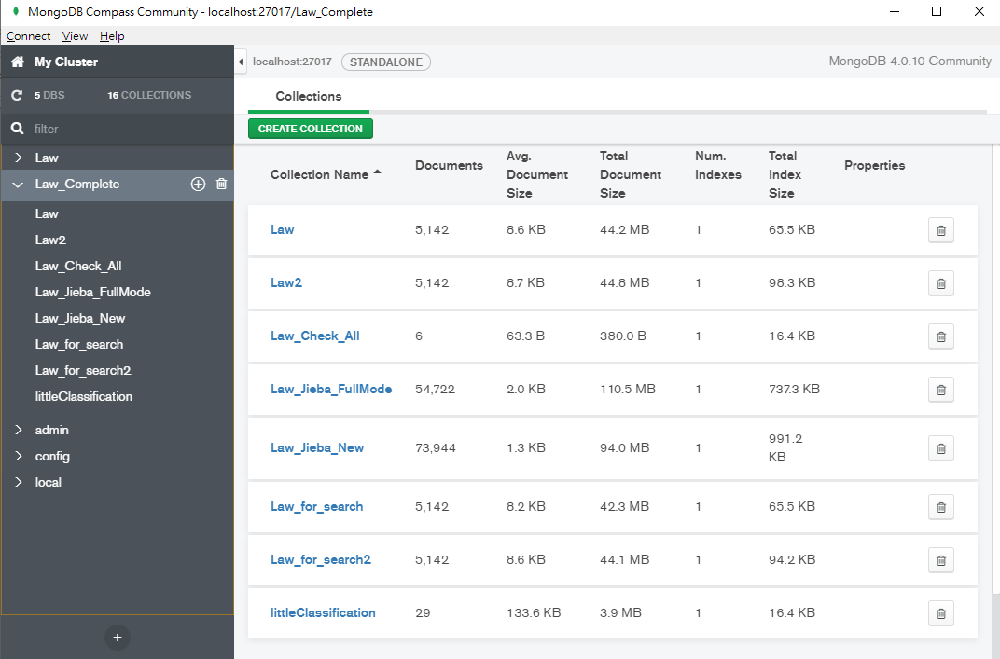 MongoDB Compass Community - localhost:27017/Law_Complete
Connect View Help
My Cluster
5 DBS 16 COLLECTIONS
filter
Law
Law_Complete
Law
Law2
Law_Check_All
Law_Jieba_FullMode
Law_Jieba_New
Law_for_search
Law_for_search2
littleClassification
admin
config
local
localhost:27017 STANDALONE MongoDB 4.0.10 Community
Collections
CREATE COLLECTION
Collection Name Documents Avg. Document Size Total Document Size Num. Indexes Total Index Size Properties
Law 5,142 8.6 KB 44.2 MB 1 65.5 KB
Law2 5,142 8.7 KB 44.8 MB 1 98.3 KB
Law_Check_All 6 63.3 B 380.0 B 1 16.4 KB
Law_Jieba_FullMode 54,722 2.0 KB 110.5 MB 1 737.3 KB
Law_Jieba_New 73,944 1.3 KB 94.0 MB 1 991.2 KB
Law_for_search 5,142 8.2 KB 42.3 MB 1 65.5 KB
Law_for_search2 5,142 8.6 KB 44.1 MB 1 94.2 KB
littleClassification 29 133.6 KB 3.9 MB 1 16.4 KB